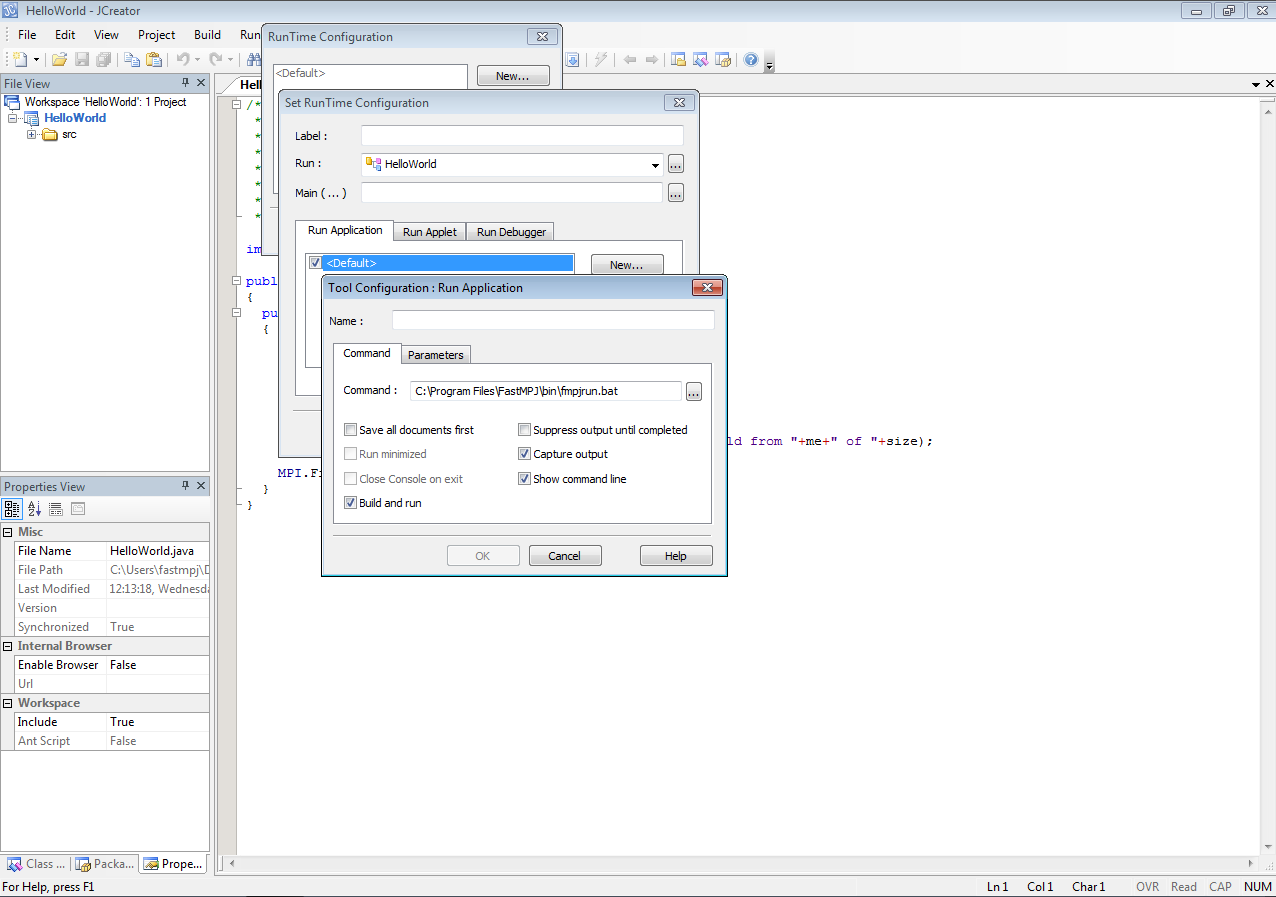 HelloWorld - JCreator
File Edit View Project Build Run
RunTime Configuration
<Default>
New...
File View
Workspace 'HelloWorld': 1 Project
HelloWorld
src
Hell
/*
*
*
*
*
*
*
*
im
publ
{
pu
{
ld from "+me+" of "+size);
MPI.Fi
}
}
Set RunTime Configuration
Label :
Run : HelloWorld ...
Main ( ... ) ...
Run Application Run Applet Run Debugger
<Default> New...
Tool Configuration : Run Application
Name :
Command Parameters
Command : C:\Program Files\FastMPJ\bin\fmpjrun.bat ...
Save all documents first Suppress output until completed
Run minimized Capture output
Close Console on exit Show command line
Build and run
OK Cancel Help
Properties View
Misc
File Name HelloWorld.java
File Path C:\Users\fastmpj\D
Last Modified 12:13:18, Wednesda
Version
Synchronized True
Internal Browser
Enable Browser False
Url
Workspace
Include True
Ant Script False
Class ... Packa... Prope...
For Help, press F1 Ln 1 Col 1 Char 1 OVR Read CAP NUM